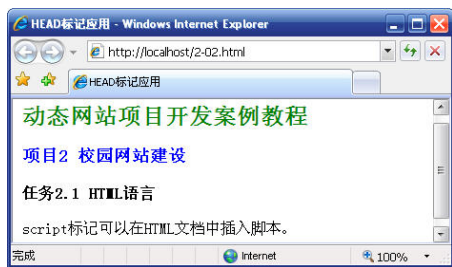 HEAD标记应用 - Windows Internet Explorer
http://localhost/2-02.html
HEAD标记应用
动态网站项目开发案例教程
项目2 校园网站建设
任务2.1 HTML语言
script标记可以在HTML文档中插入脚本。
完成 Internet 100%